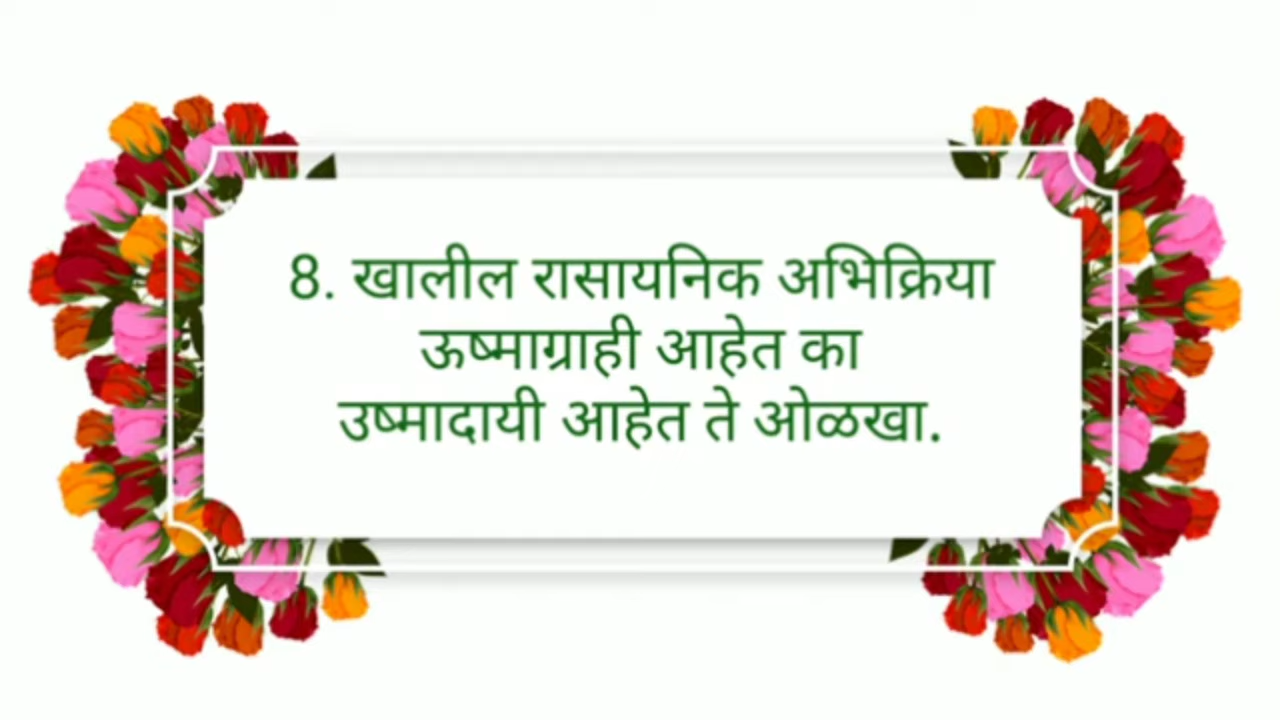 8. खालील रासायनिक अभिक्रिया
ऊष्माग्राही आहेत का
उष्मादायी आहेत ते ओळखा.